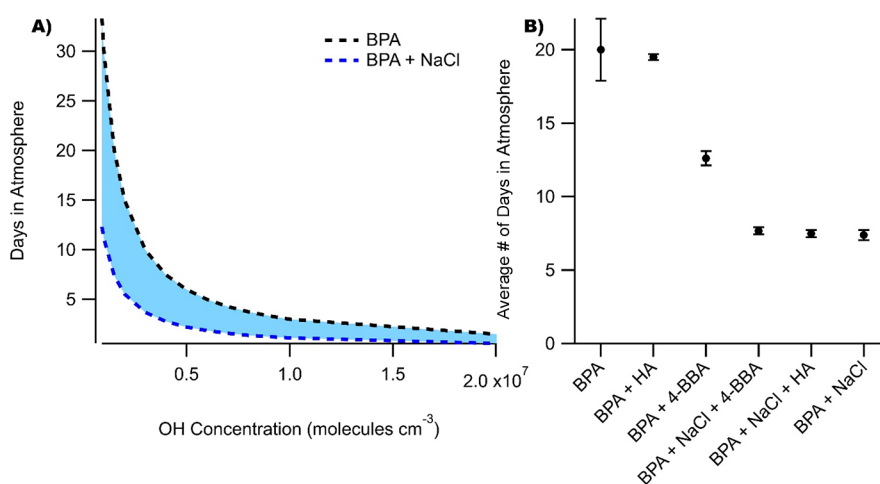 A)
BPA
BPA + NaCl
Days in Atmosphere
30
25
20
15
10
5
0.5
1.0
1.5
2.0 x10⁷
OH Concentration (molecules cm⁻³)
B)
Average # of Days in Atmosphere
20
15
10
5
0
BPA
BPA + HA
BPA + 4-BBA
BPA + NaCl + 4-BBA
BPA + NaCl + HA
BPA + NaCl